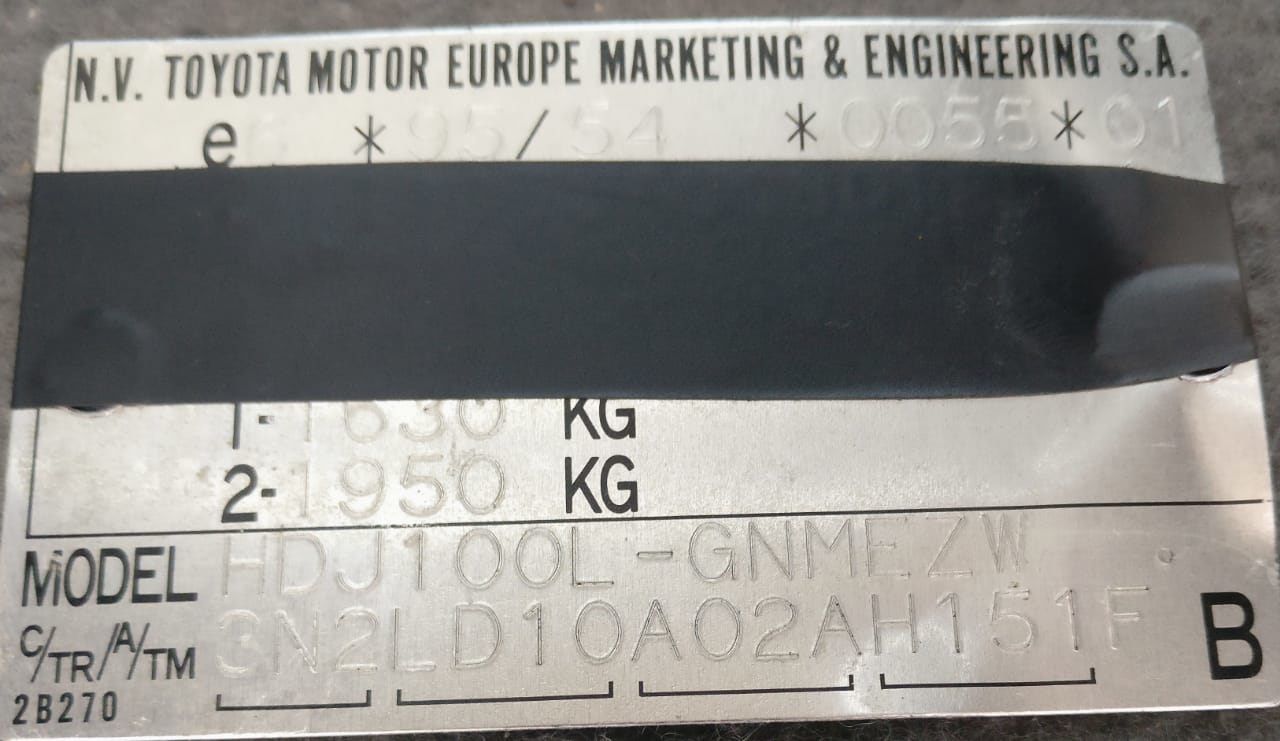 N.V. TOYOTA MOTOR EUROPE MARKETING & ENGINEERING S.A.
e * 95/54 *0055*01
1-1630 KG
2-1950 KG
MODEL HDJ100L-GNMEZW
C/TR/A/TM 3N2LD10A02AH151F B
2B270